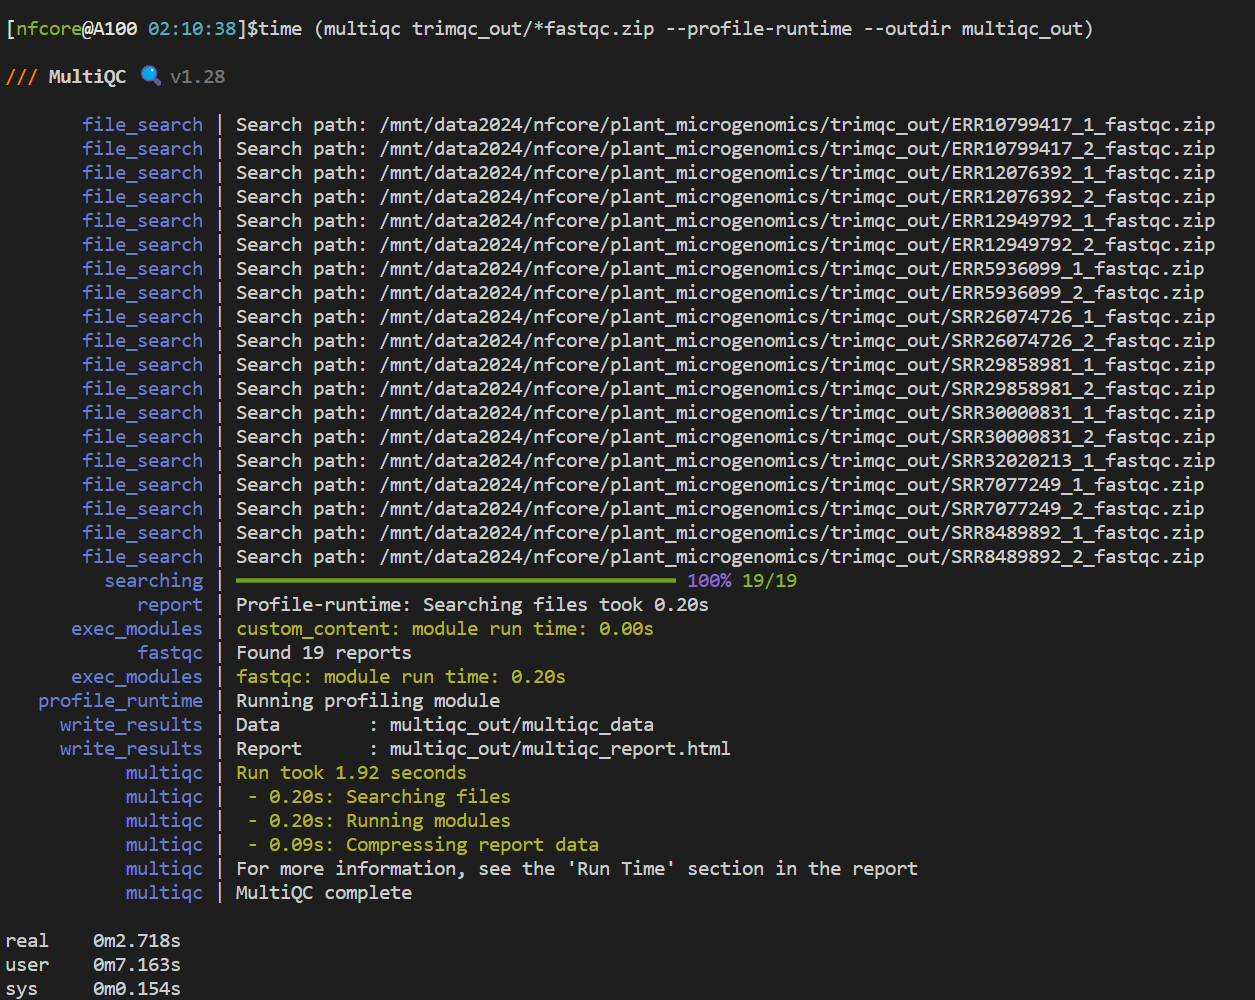 [nfcore@A100 02:10:38]$time (multiqc trimqc_out/*fastqc.zip --profile-runtime --outdir multiqc_out)
/// MultiQC 🔍 v1.28
file_search | Search path: /mnt/data2024/nfcore/plant_microgenomics/trimqc_out/ERR10799417_1_fastqc.zip
file_search | Search path: /mnt/data2024/nfcore/plant_microgenomics/trimqc_out/ERR10799417_2_fastqc.zip
file_search | Search path: /mnt/data2024/nfcore/plant_microgenomics/trimqc_out/ERR12076392_1_fastqc.zip
file_search | Search path: /mnt/data2024/nfcore/plant_microgenomics/trimqc_out/ERR12076392_2_fastqc.zip
file_search | Search path: /mnt/data2024/nfcore/plant_microgenomics/trimqc_out/ERR12949792_1_fastqc.zip
file_search | Search path: /mnt/data2024/nfcore/plant_microgenomics/trimqc_out/ERR12949792_2_fastqc.zip
file_search | Search path: /mnt/data2024/nfcore/plant_microgenomics/trimqc_out/ERR5936099_1_fastqc.zip
file_search | Search path: /mnt/data2024/nfcore/plant_microgenomics/trimqc_out/ERR5936099_2_fastqc.zip
file_search | Search path: /mnt/data2024/nfcore/plant_microgenomics/trimqc_out/SRR26074726_1_fastqc.zip
file_search | Search path: /mnt/data2024/nfcore/plant_microgenomics/trimqc_out/SRR26074726_2_fastqc.zip
file_search | Search path: /mnt/data2024/nfcore/plant_microgenomics/trimqc_out/SRR29858981_1_fastqc.zip
file_search | Search path: /mnt/data2024/nfcore/plant_microgenomics/trimqc_out/SRR29858981_2_fastqc.zip
file_search | Search path: /mnt/data2024/nfcore/plant_microgenomics/trimqc_out/SRR30000831_1_fastqc.zip
file_search | Search path: /mnt/data2024/nfcore/plant_microgenomics/trimqc_out/SRR30000831_2_fastqc.zip
file_search | Search path: /mnt/data2024/nfcore/plant_microgenomics/trimqc_out/SRR32020213_1_fastqc.zip
file_search | Search path: /mnt/data2024/nfcore/plant_microgenomics/trimqc_out/SRR7077249_1_fastqc.zip
file_search | Search path: /mnt/data2024/nfcore/plant_microgenomics/trimqc_out/SRR7077249_2_fastqc.zip
file_search | Search path: /mnt/data2024/nfcore/plant_microgenomics/trimqc_out/SRR8489892_1_fastqc.zip
file_search | Search path: /mnt/data2024/nfcore/plant_microgenomics/trimqc_out/SRR8489892_2_fastqc.zip
searching | 100% 19/19
report | Profile-runtime: Searching files took 0.20s
exec_modules | custom_content: module run time: 0.00s
fastqc | Found 19 reports
exec_modules | fastqc: module run time: 0.20s
profile_runtime | Running profiling module
write_results | Data : multiqc_out/multiqc_data
write_results | Report : multiqc_out/multiqc_report.html
multiqc | Run took 1.92 seconds
multiqc | - 0.20s: Searching files
multiqc | - 0.20s: Running modules
multiqc | - 0.09s: Compressing report data
multiqc | For more information, see the 'Run Time' section in the report
multiqc | MultiQC complete
real 0m2.718s
user 0m7.163s
sys 0m0.154s